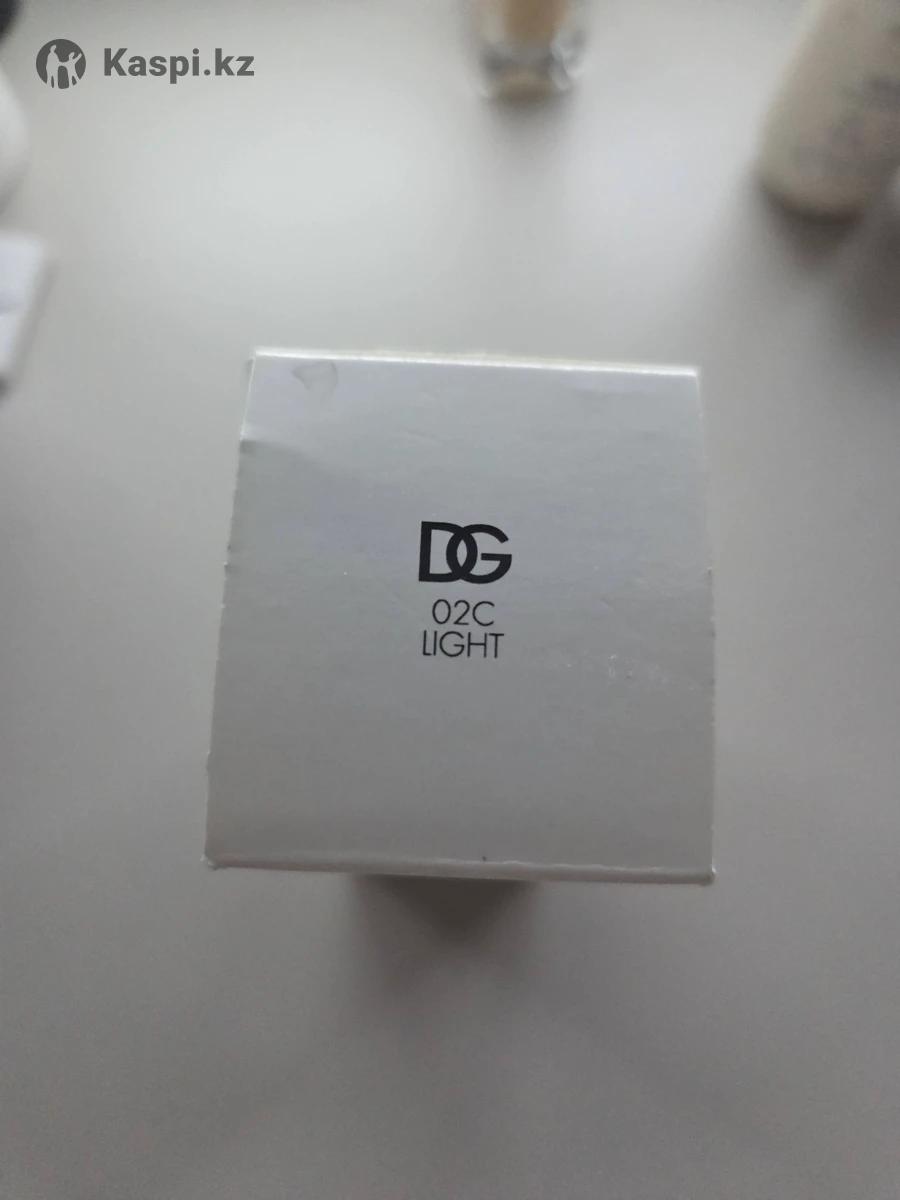 Kaspi.kz
DG
02C
LIGHT